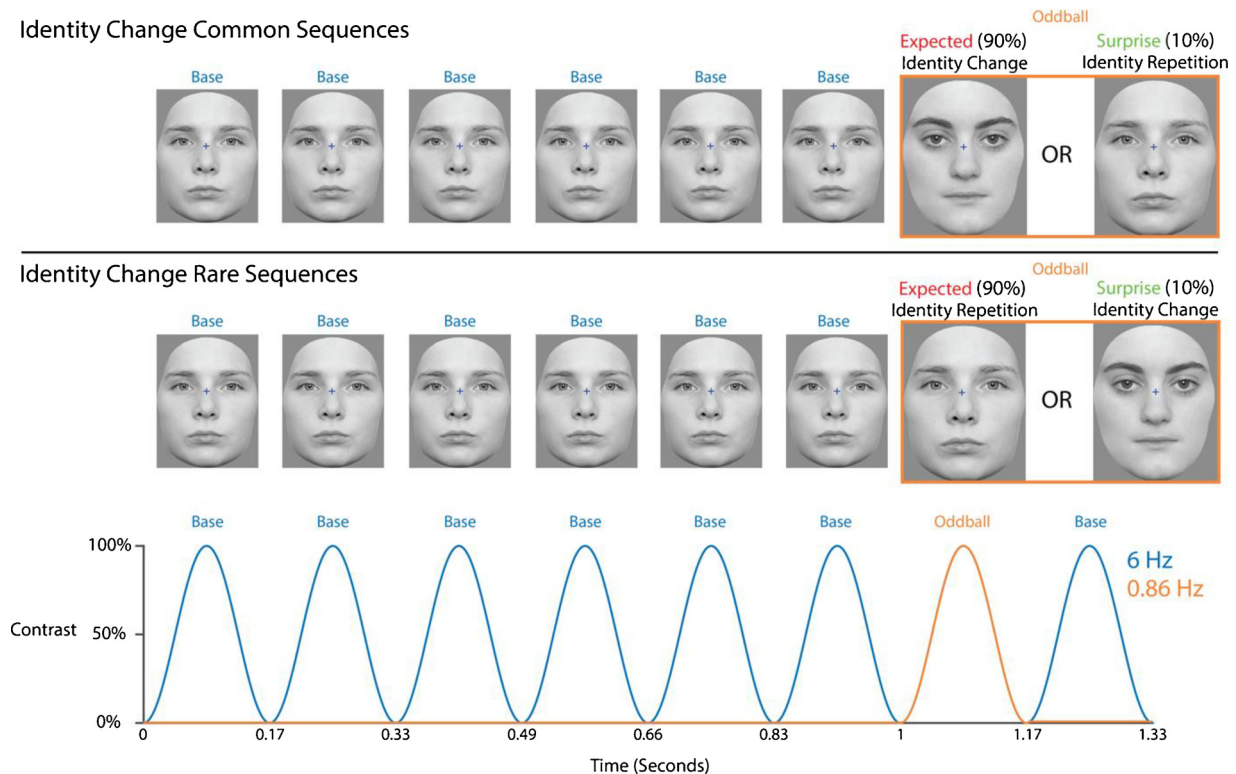 Identity Change Common Sequences
Oddball
Expected (90%) Surprise (10%)
Identity Change Identity Repetition
Base Base Base Base Base Base
OR
Identity Change Rare Sequences
Oddball
Expected (90%) Surprise (10%)
Identity Repetition Identity Change
Base Base Base Base Base Base
OR
Base Base Base Base Base Base Oddball Base
100%
6 Hz
0.86 Hz
Contrast 50%
0%
0 0.17 0.33 0.49 0.66 0.83 1 1.17 1.33
Time (Seconds)